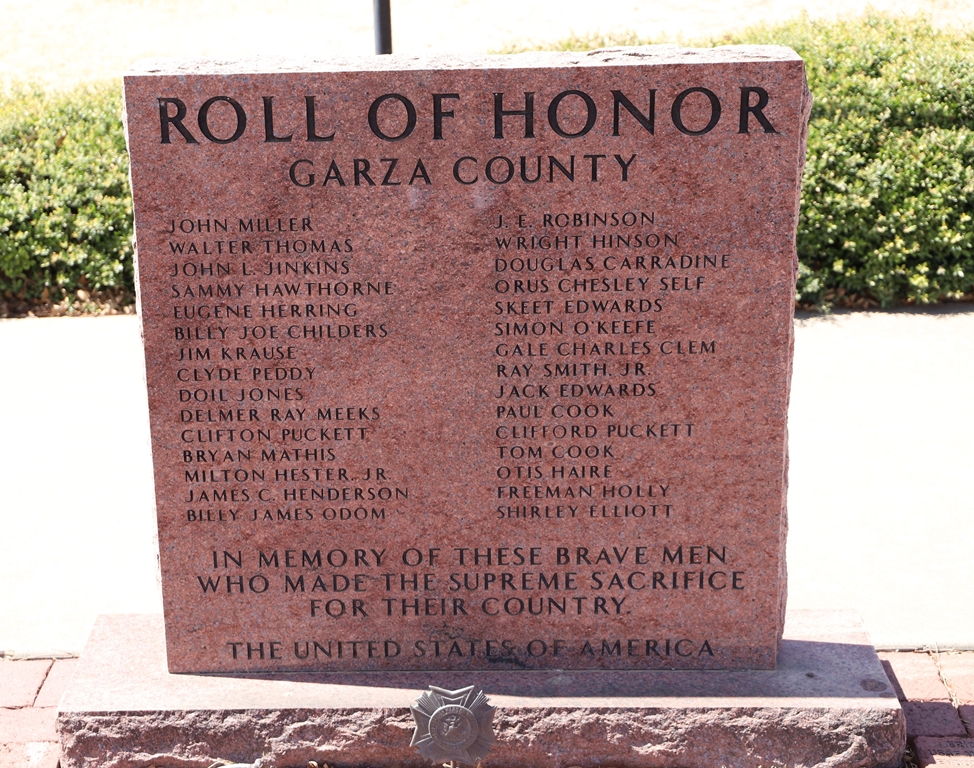 ROLL OF HONOR
GARZA COUNTY
JOHN MILLER
WALTER THOMAS
JOHN L. JINKINS
SAMMY HAWTHORNE
EUGENE HERRING
BILLY JOE CHILDERS
JIM KRAUSE
CLYDE PEDDY
DOIL JONES
DELMER RAY MEEKS
CLIFTON PUCKETT
BRYAN MATHIS
MILTON HESTER, JR.
JAMES C. HENDERSON
BILLY JAMES ODOM
J. E. ROBINSON
WRIGHT HINSON
DOUGLAS CARRADINE
ORUS CHESLEY SELF
SKEET EDWARDS
SIMON O'KEEFE
GALE CHARLES CLEM
RAY SMITH, JR.
JACK EDWARDS
PAUL COOK
CLIFFORD PUCKETT
TOM COOK
OTIS HAIRE
FREEMAN HOLLY
SHIRLEY ELLIOTT
IN MEMORY OF THESE BRAVE MEN
WHO MADE THE SUPREME SACRIFICE
FOR THEIR COUNTRY.
THE UNITED STATES OF AMERICA